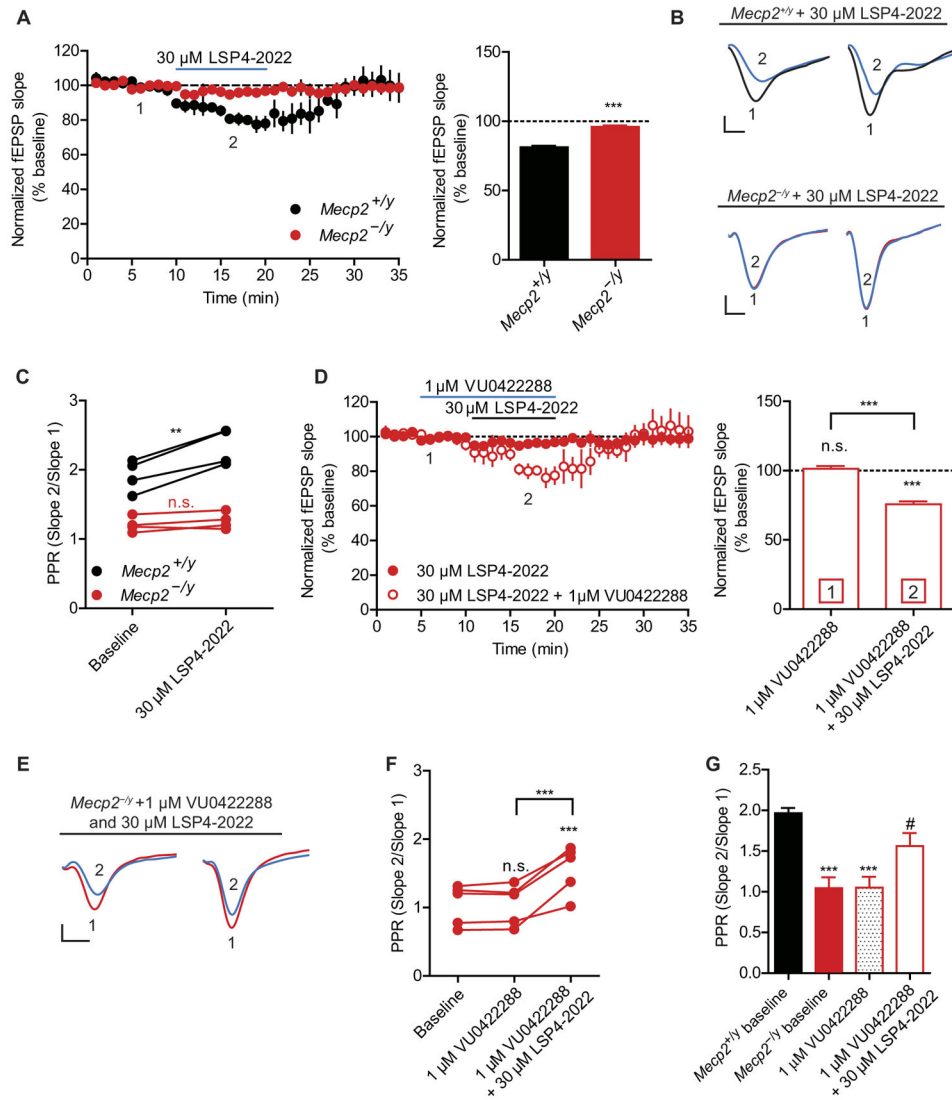 A
30 µM LSP4-2022
Normalized fEPSP slope
(% baseline)
120
100
80
60
40
20
0
1
2
Mecp2+/y
Mecp2−/y
0 5 10 15 20 25 30 35
Time (min)
Normalized fEPSP slope
(% baseline)
150
100
50
0
***
Mecp2+/y
Mecp2−/y
B
Mecp2+/y + 30 µM LSP4-2022
2
1
2
1
Mecp2−/y + 30 µM LSP4-2022
2
1
2
1
C
PPR (Slope 2/Slope 1)
3
2
1
0
**
n.s.
Mecp2+/y
Mecp2−/y
Baseline
30 µM LSP4-2022
D
1 µM VU0422288
30 µM LSP4-2022
Normalized fEPSP slope
(% baseline)
120
100
80
60
40
20
0
1
2
30 µM LSP4-2022
30 µM LSP4-2022 + 1µM VU0422288
0 5 10 15 20 25 30 35
Time (min)
Normalized fEPSP slope
(% baseline)
150
100
50
0
***
n.s.
***
1
2
1 µM VU0422288
1 µM VU0422288
+ 30 µM LSP4-2022
E
Mecp2−/y +1 µM VU0422288
and 30 µM LSP4-2022
2
1
2
1
F
PPR (Slope 2/Slope 1)
3
2
1
0
***
n.s.
***
Baseline
1 µM VU0422288
1 µM VU0422288
+ 30 µM LSP4-2022
G
PPR (Slope 2/Slope 1)
2.5
2.0
1.5
1.0
0.5
0.0
***
***
#
Mecp2+/y baseline
Mecp2−/y baseline
1 µM VU0422288
1 µM VU0422288
+ 30 µM LSP4-2022